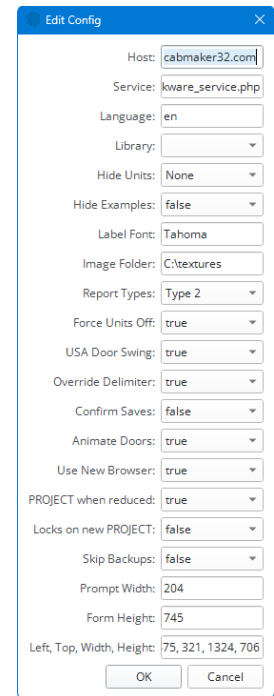 Edit Config
Host: cabmaker32.com
Service: kware_service.php
Language: en
Library:
Hide Units: None
Hide Examples: false
Label Font: Tahoma
Image Folder: C:\textures
Report Types: Type 2
Force Units Off: true
USA Door Swing: true
Override Delimiter: true
Confirm Saves: false
Animate Doors: true
Use New Browser: true
PROJECT when reduced: true
Locks on new PROJECT: false
Skip Backups: false
Prompt Width: 204
Form Height: 745
Left, Top, Width, Height: 75, 321, 1324, 706
OK Cancel